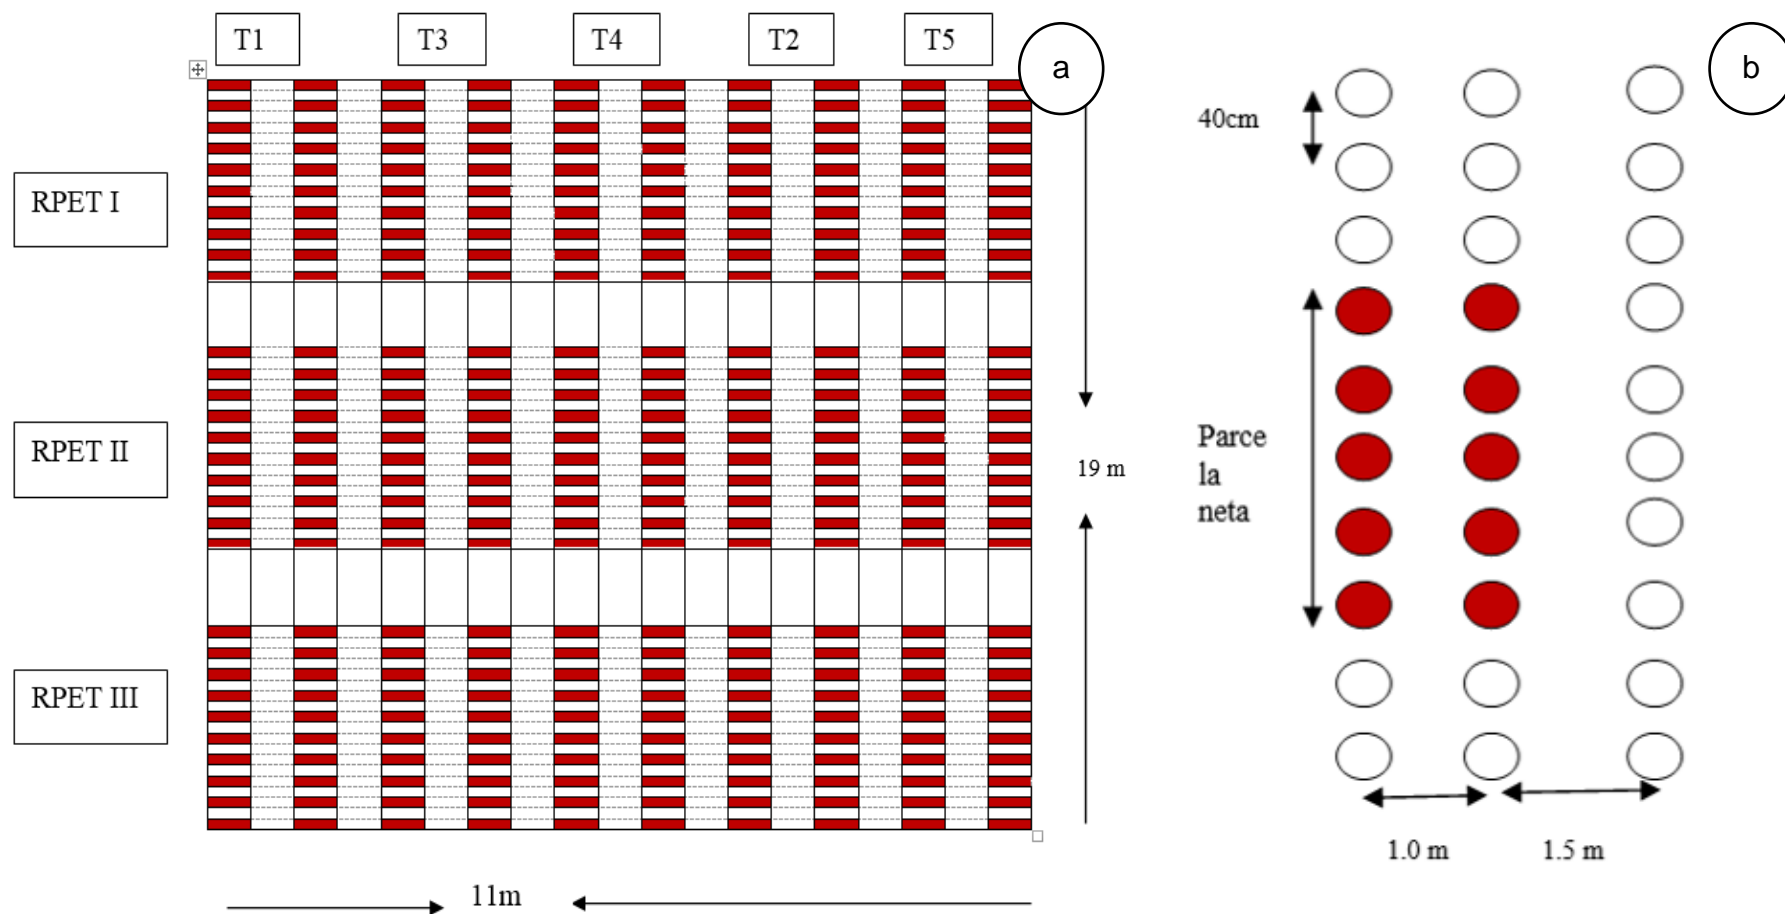 T1
T3
T4
T2
T5
a
RPET I
RPET II
RPET III
19 m
11m
b
40cm
Parce
la
neta
1.0 m
1.5 m